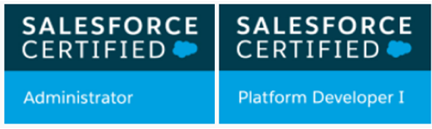 SALESFORCE
CERTIFIED
Administrator
SALESFORCE
CERTIFIED
Platform Developer I